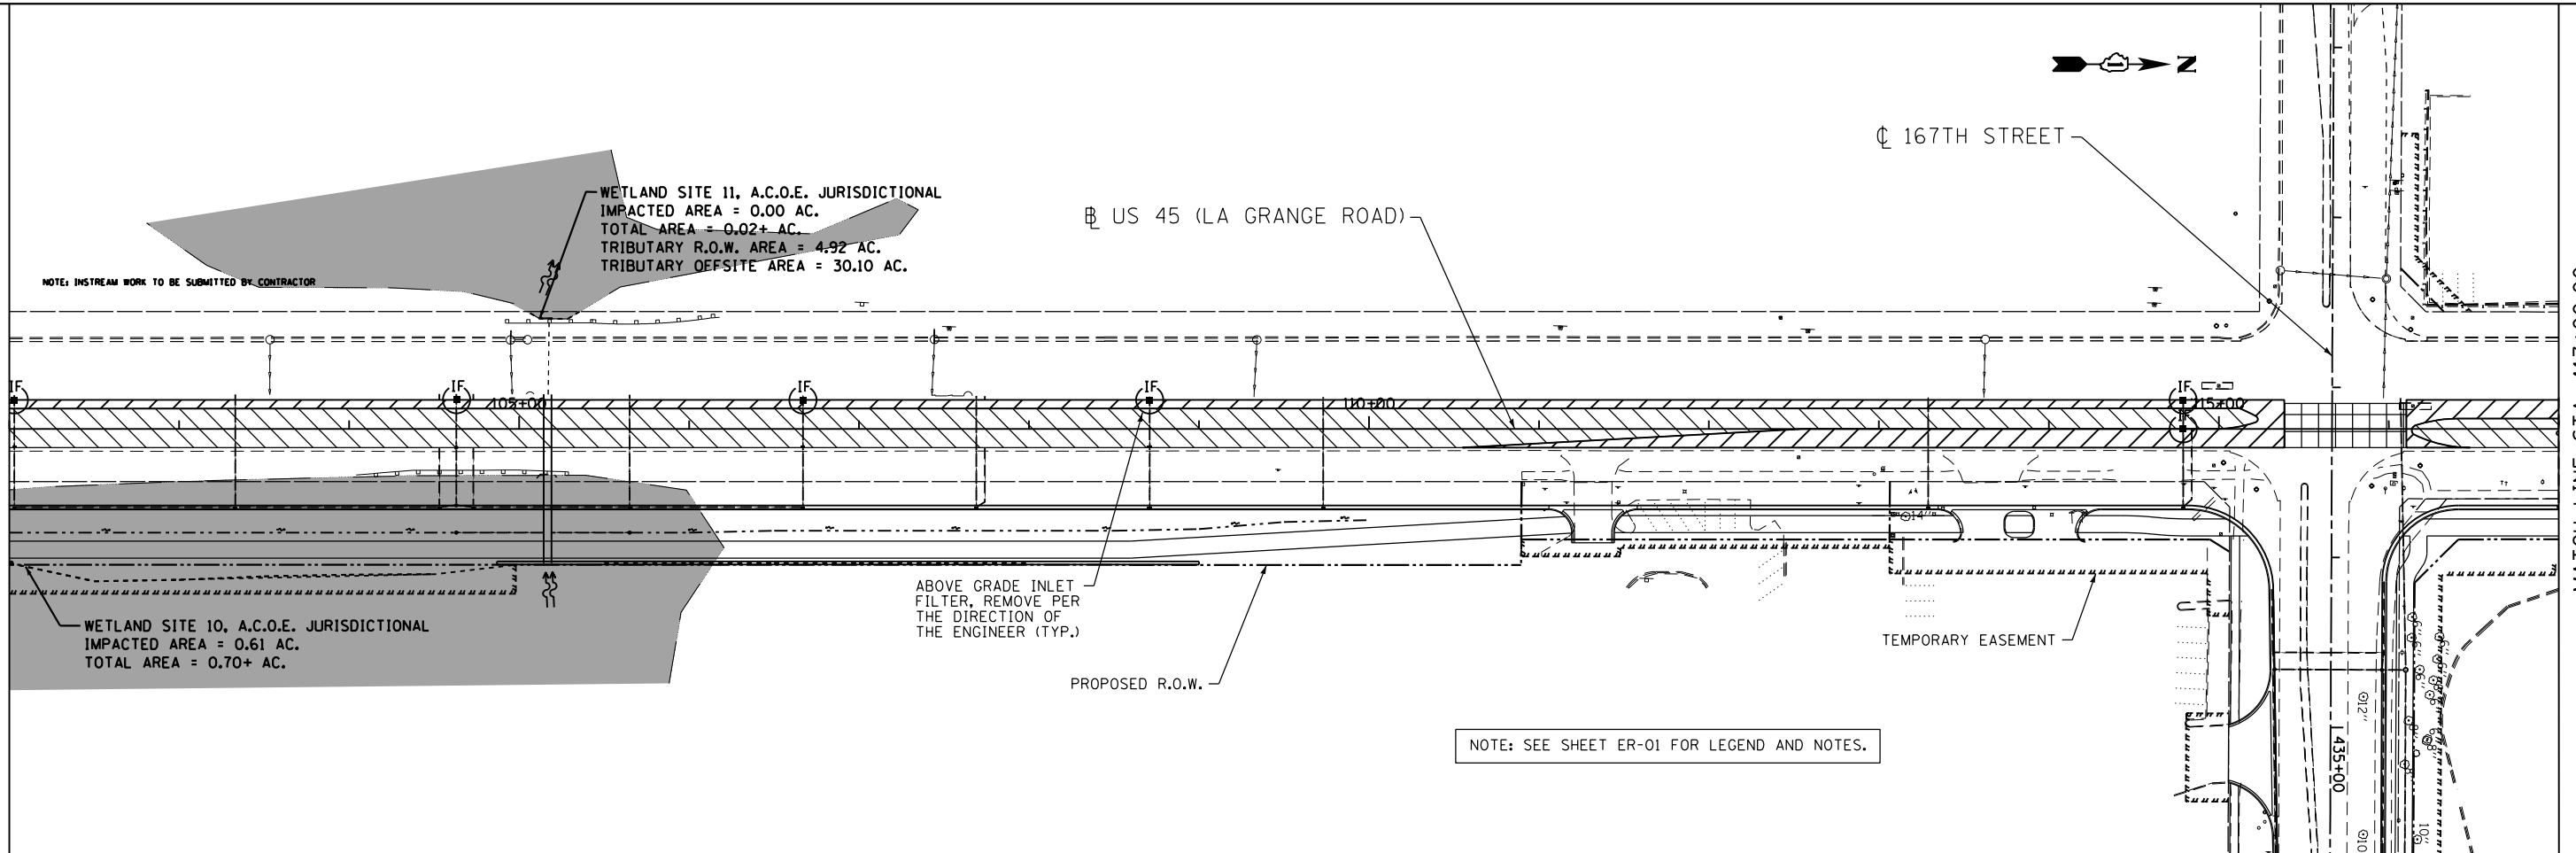 N
1
℄ 167TH STREET
WETLAND SITE 11, A.C.O.E. JURISDICTIONAL
IMPACTED AREA = 0.00 AC.
TOTAL AREA = 0.02+ AC.
TRIBUTARY R.O.W. AREA = 4.92 AC.
TRIBUTARY OFFSITE AREA = 30.10 AC.
B̲L US 45 (LA GRANGE ROAD)
NOTE: INSTREAM WORK TO BE SUBMITTED BY CONTRACTOR
IF
IF
IF
IF
IF
105+00
110+00
115+00
14"
ABOVE GRADE INLET
FILTER, REMOVE PER
THE DIRECTION OF
THE ENGINEER (TYP.)
WETLAND SITE 10, A.C.O.E. JURISDICTIONAL
IMPACTED AREA = 0.61 AC.
TOTAL AREA = 0.70+ AC.
PROPOSED R.O.W.
TEMPORARY EASEMENT
NOTE: SEE SHEET ER-01 FOR LEGEND AND NOTES.
12"
435+00
10"